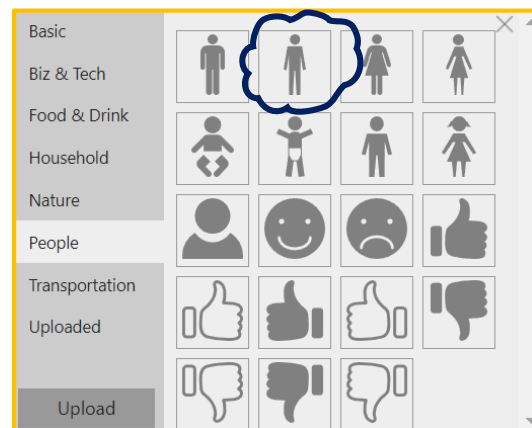 Basic
Biz & Tech
Food & Drink
Household
Nature
People
Transportation
Uploaded
Upload